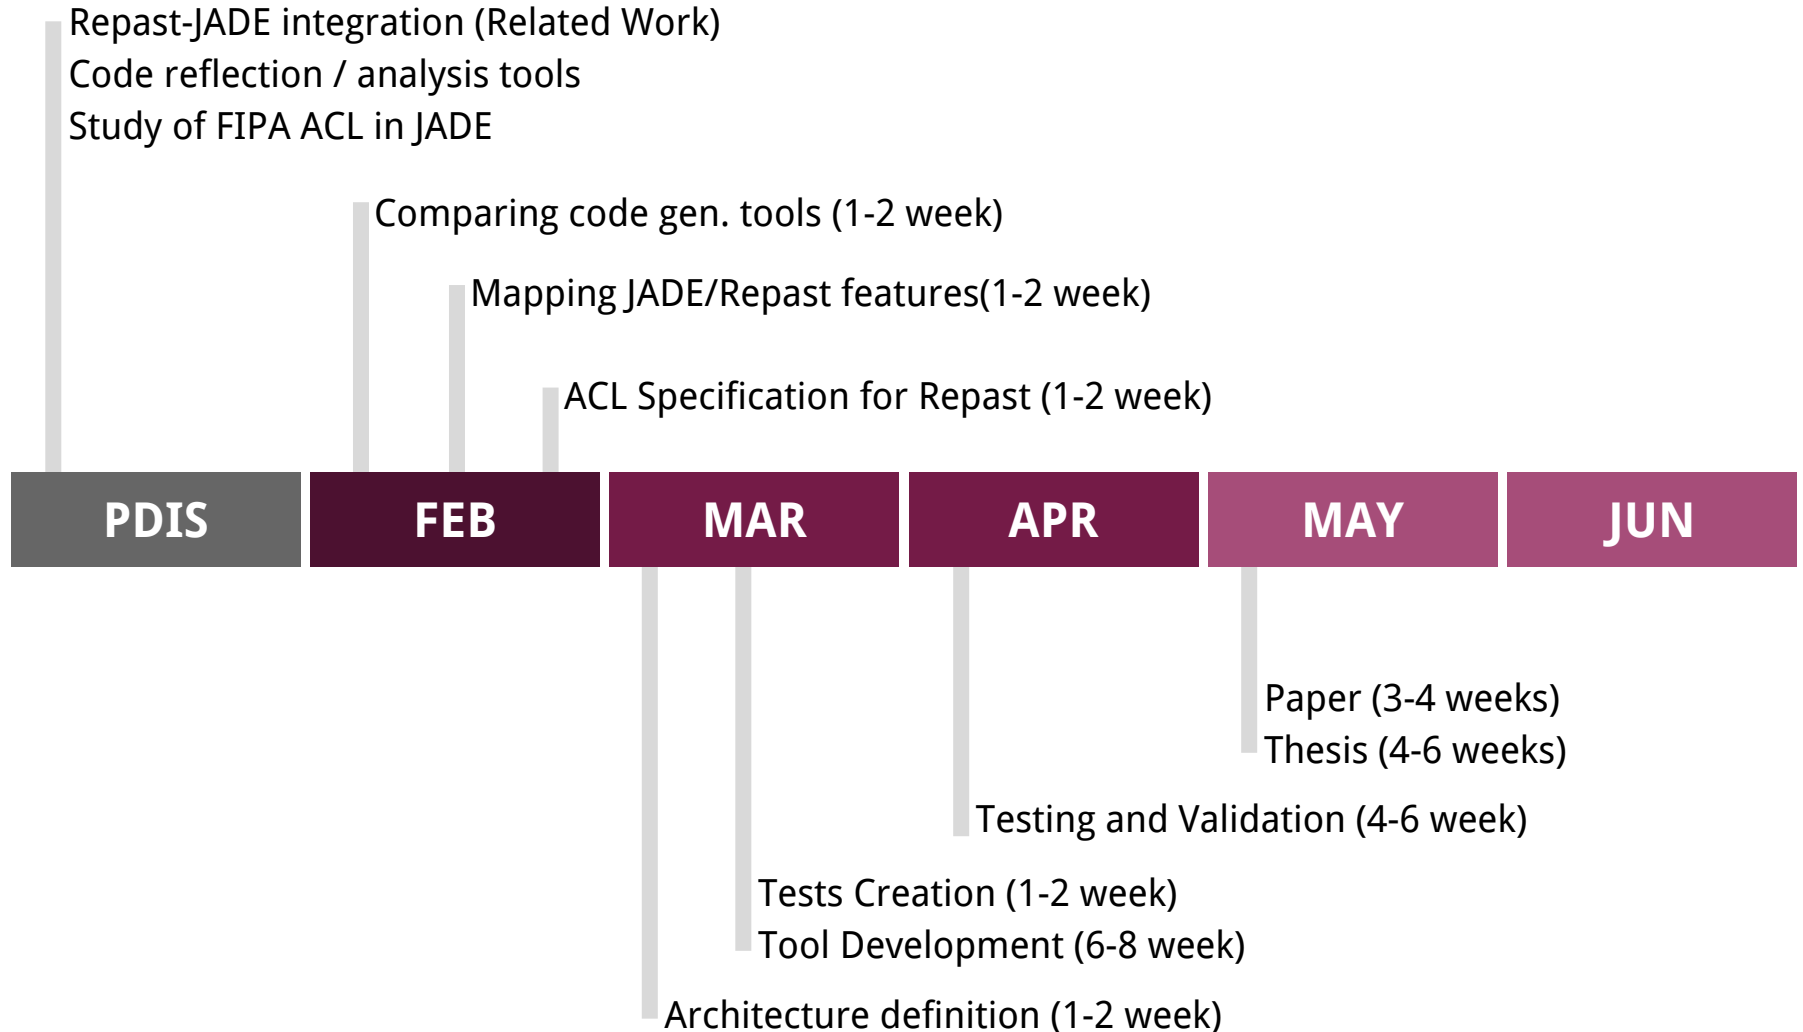 Repast-JADE integration (Related Work)
Code reflection / analysis tools
Study of FIPA ACL in JADE
Comparing code gen. tools (1-2 week)
Mapping JADE/Repast features(1-2 week)
ACL Specification for Repast (1-2 week)
PDIS
FEB
MAR
APR
MAY
JUN
Paper (3-4 weeks)
Thesis (4-6 weeks)
Testing and Validation (4-6 week)
Tests Creation (1-2 week)
Tool Development (6-8 week)
Architecture definition (1-2 week)